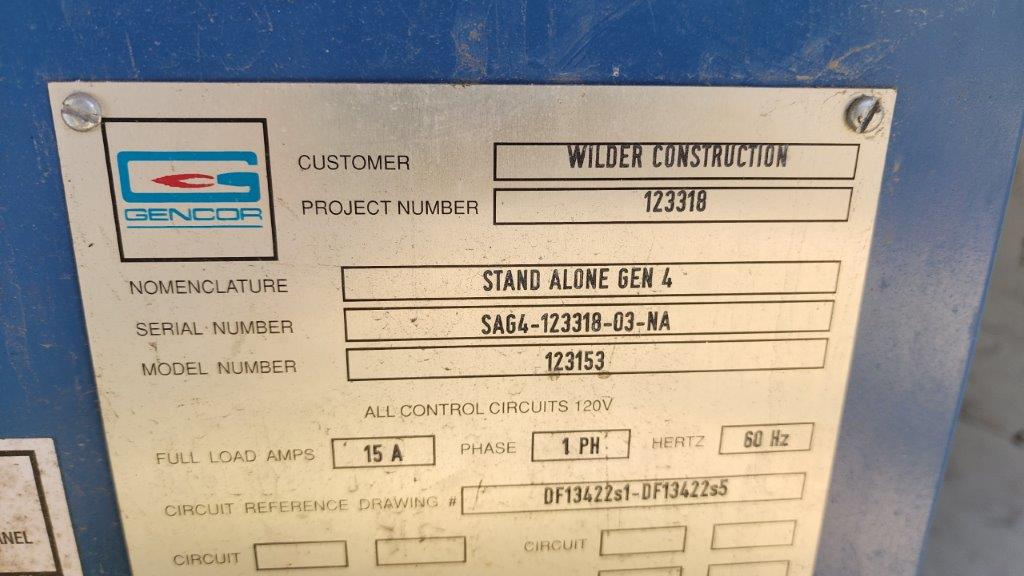 GENCOR
CUSTOMER WILDER CONSTRUCTION
PROJECT NUMBER 123318
NOMENCLATURE STAND ALONE GEN 4
SERIAL NUMBER SAG4-123318-03-NA
MODEL NUMBER 123153
ALL CONTROL CIRCUITS 120V
FULL LOAD AMPS 15 A PHASE 1 PH HERTZ 60 Hz
CIRCUIT REFERENCE DRAWING # DF13422s1-DF13422s5
CIRCUIT CIRCUIT